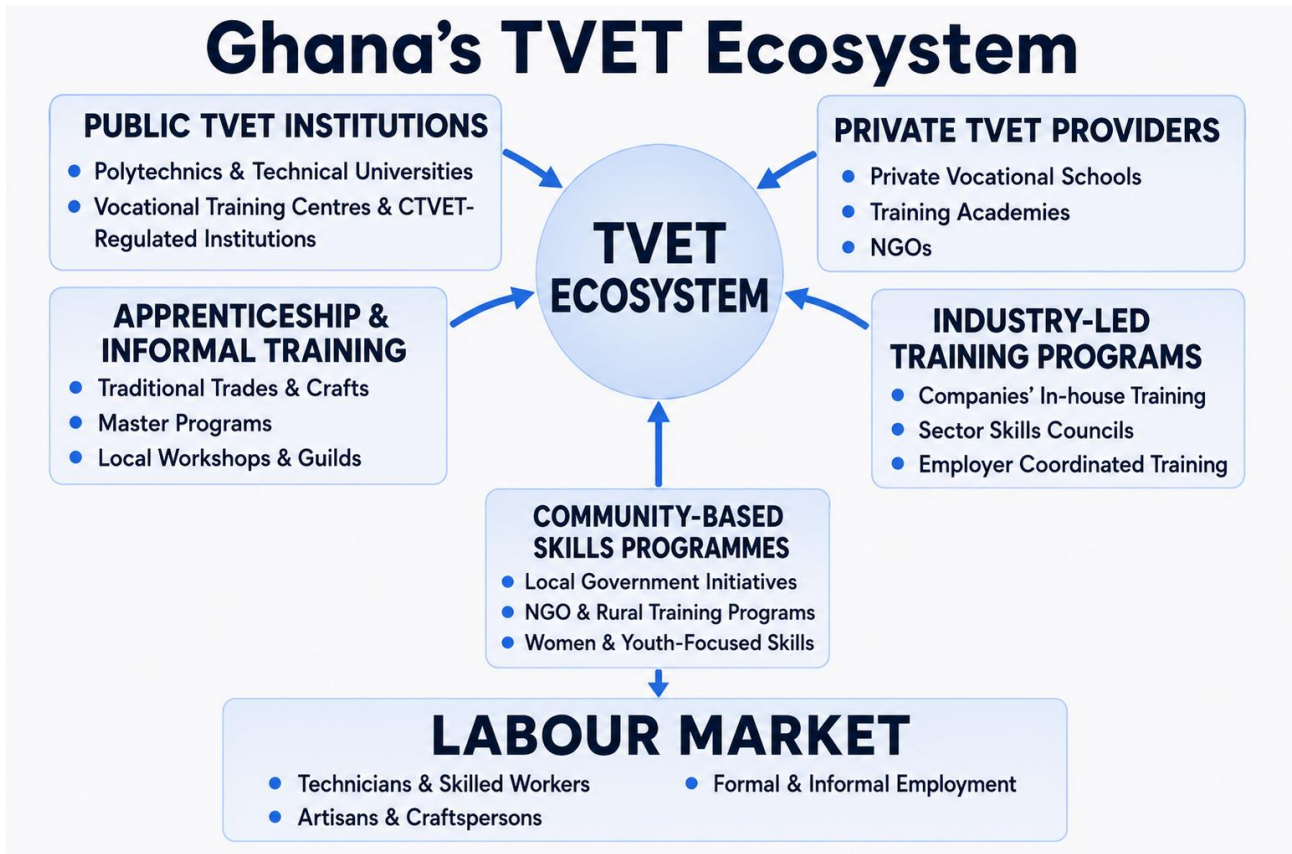 Ghana's TVET Ecosystem
PUBLIC TVET INSTITUTIONS
Polytechnics & Technical Universities
Vocational Training Centres & CTVET-
Regulated Institutions
PRIVATE TVET PROVIDERS
Private Vocational Schools
Training Academies
NGOs
TVET
ECOSYSTEM
APPRENTICESHIP &
INFORMAL TRAINING
Traditional Trades & Crafts
Master Programs
Local Workshops & Guilds
INDUSTRY-LED
TRAINING PROGRAMS
Companies' In-house Training
Sector Skills Councils
Employer Coordinated Training
COMMUNITY-BASED
SKILLS PROGRAMMES
Local Government Initiatives
NGO & Rural Training Programs
Women & Youth-Focused Skills
LABOUR MARKET
Technicians & Skilled Workers
Artisans & Craftspersons
Formal & Informal Employment